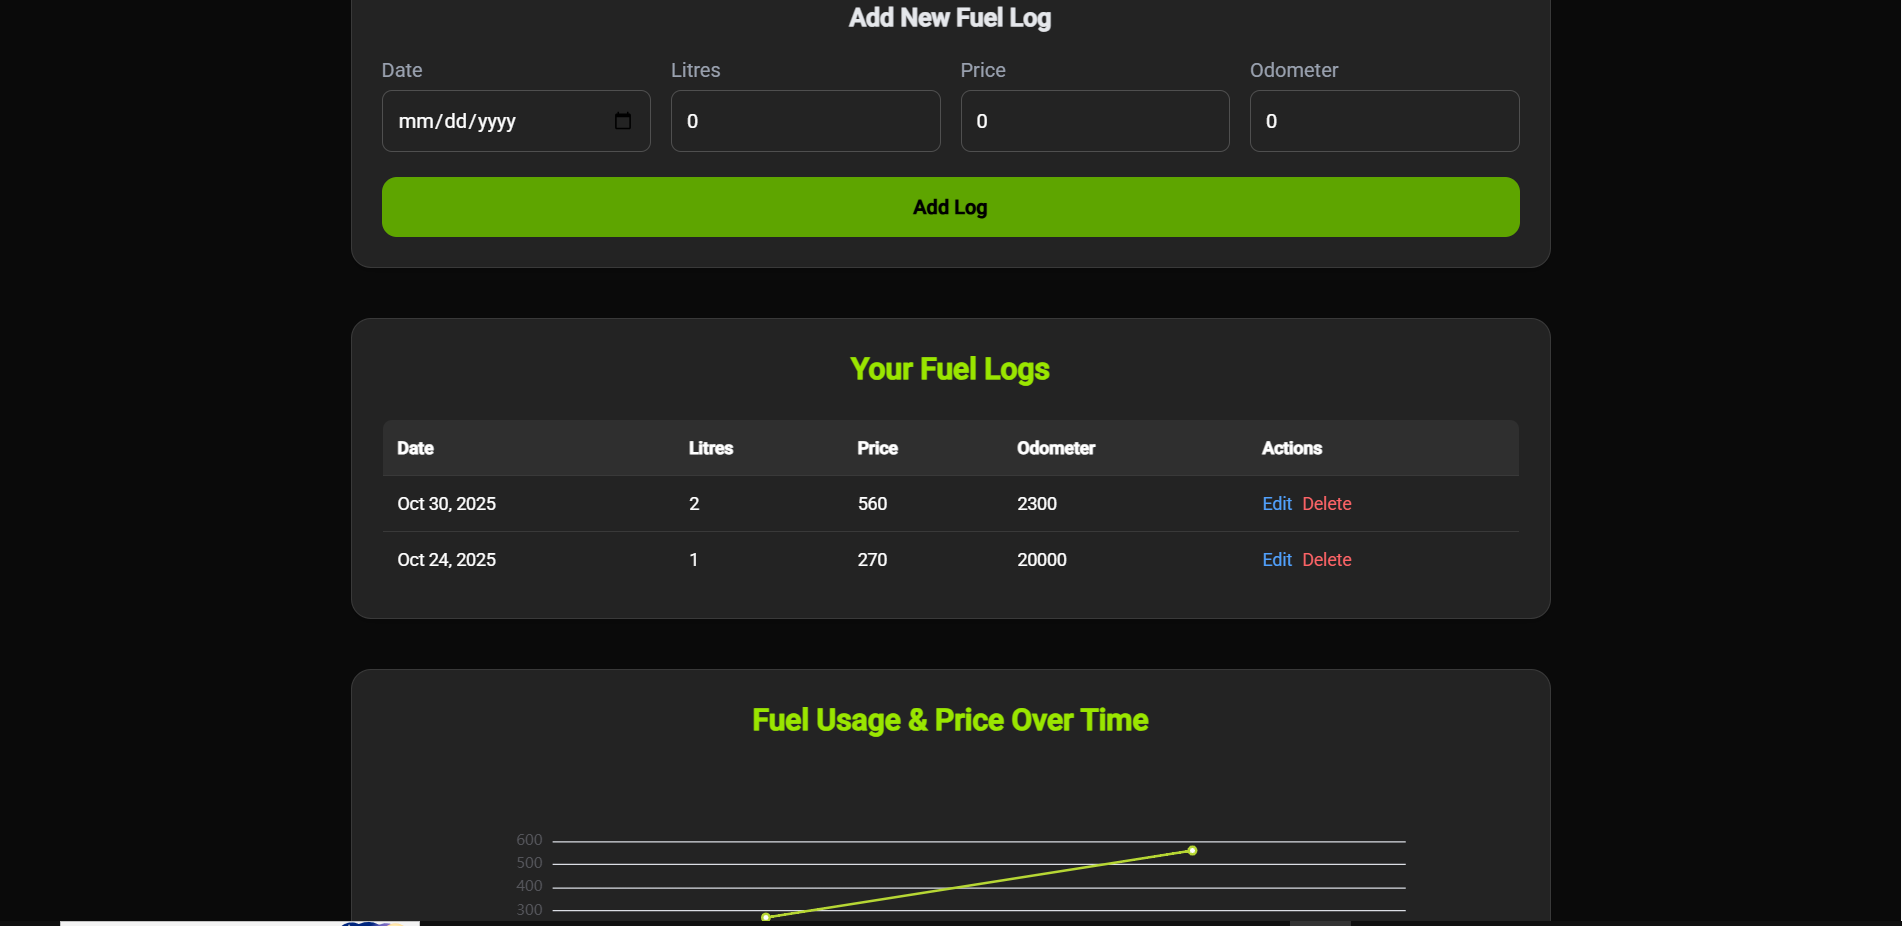 Add New Fuel Log
Date Litres Price Odometer
mm/dd/yyyy 0 0 0
Add Log
Your Fuel Logs
Date Litres Price Odometer Actions
Oct 30, 2025 2 560 2300 Edit Delete
Oct 24, 2025 1 270 20000 Edit Delete
Fuel Usage & Price Over Time
600
500
400
300